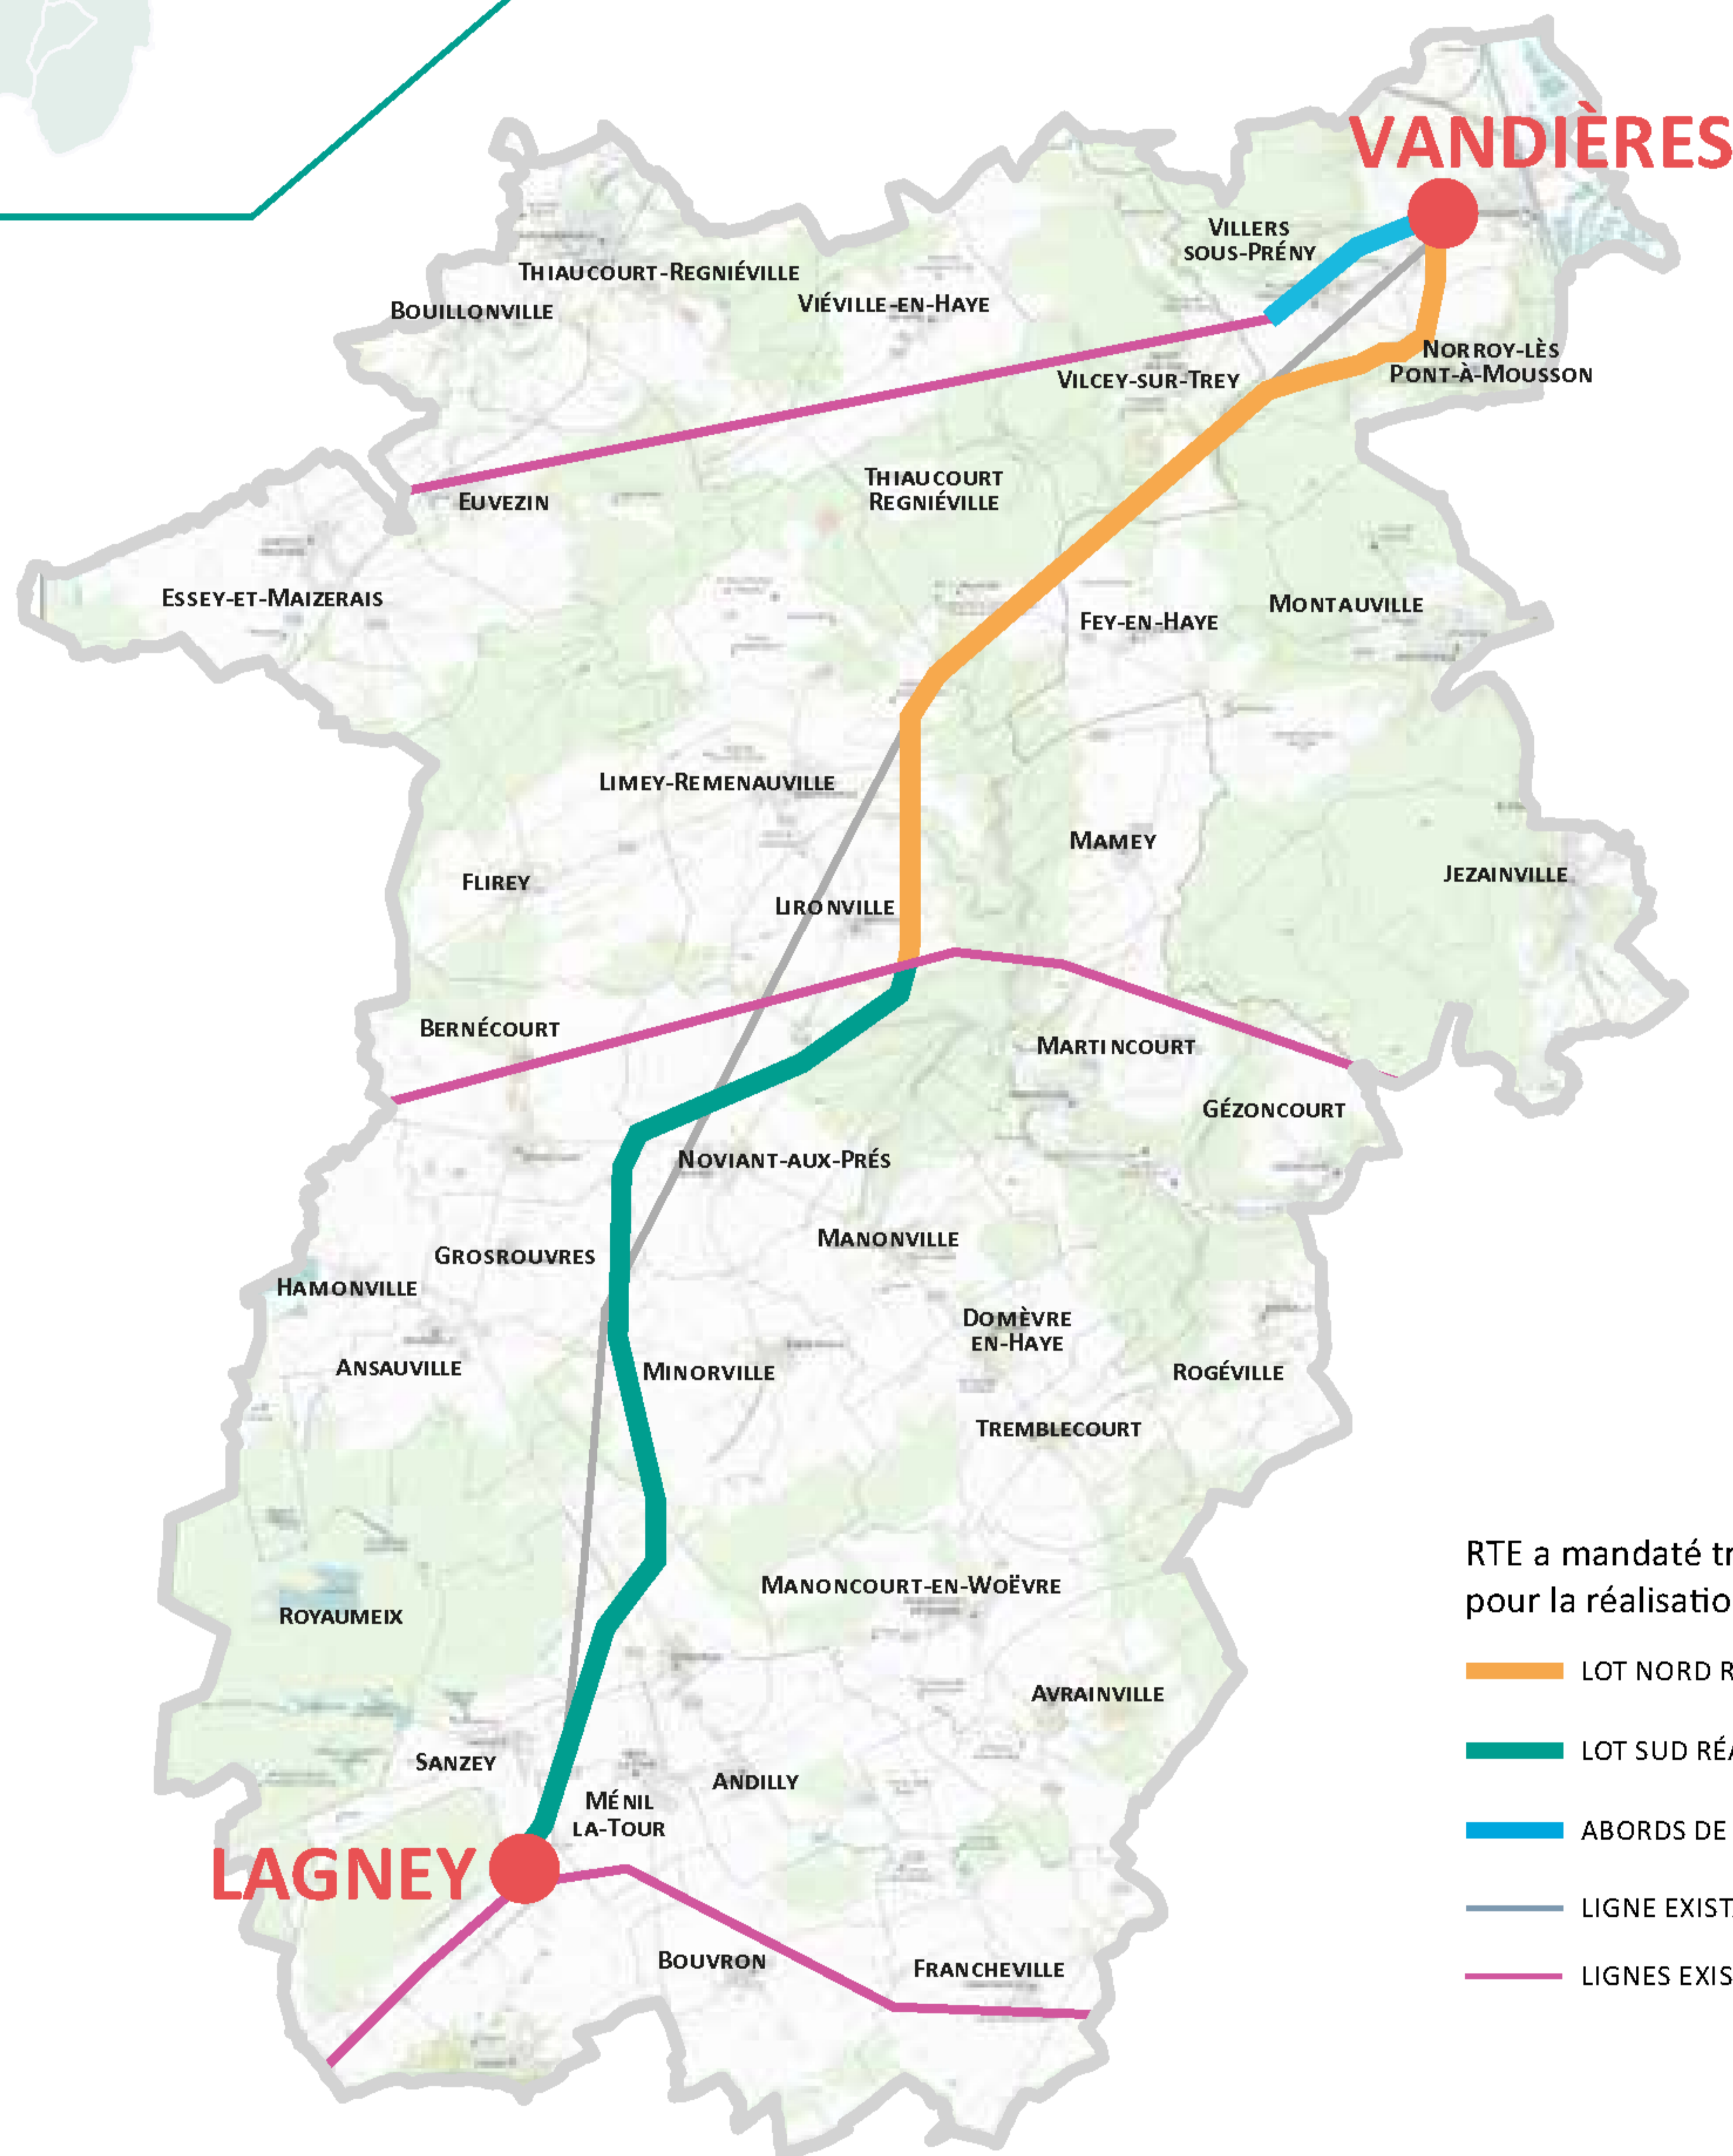 VANDIÈRES
VILLERS
SOUS-PRÉNY
THIAUCOURT-REGNIÉVILLE
VIÉVILLE-EN-HAYE
BOUILLONVILLE
NORROY-LÈS
PONT-À-MOUSSON
VILCEY-SUR-TREY
THIAUCOURT
REGNIÉVILLE
EUVEZIN
ESSEY-ET-MAIZERAIS
MONTAUVILLE
FEY-EN-HAYE
LIMEY-REMENAUVILLE
MAMEY
JEZAINVILLE
FLIREY
LIRONVILLE
BERNÉCOURT
MARTINCOURT
GÉZONCOURT
NOVIANT-AUX-PRÉS
MANONVILLE
GROSROUVRES
HAMONVILLE
DOMÈVRE
EN-HAYE
ANSAUVILLE
MINORVILLE
ROGÉVILLE
TREMBLECOURT
RTE a mandaté tr
pour la réalisatio
MANONCOURT-EN-WOËVRE
ROYAUMEIX
LOT NORD R
AVRAINVILLE
LOT SUD RÉA
SANZEY
ANDILLY
MÉNIL
LA-TOUR
ABORDS DE
LAGNEY
LIGNE EXIST
BOUVRON
FRANCHEVILLE
LIGNES EXIS